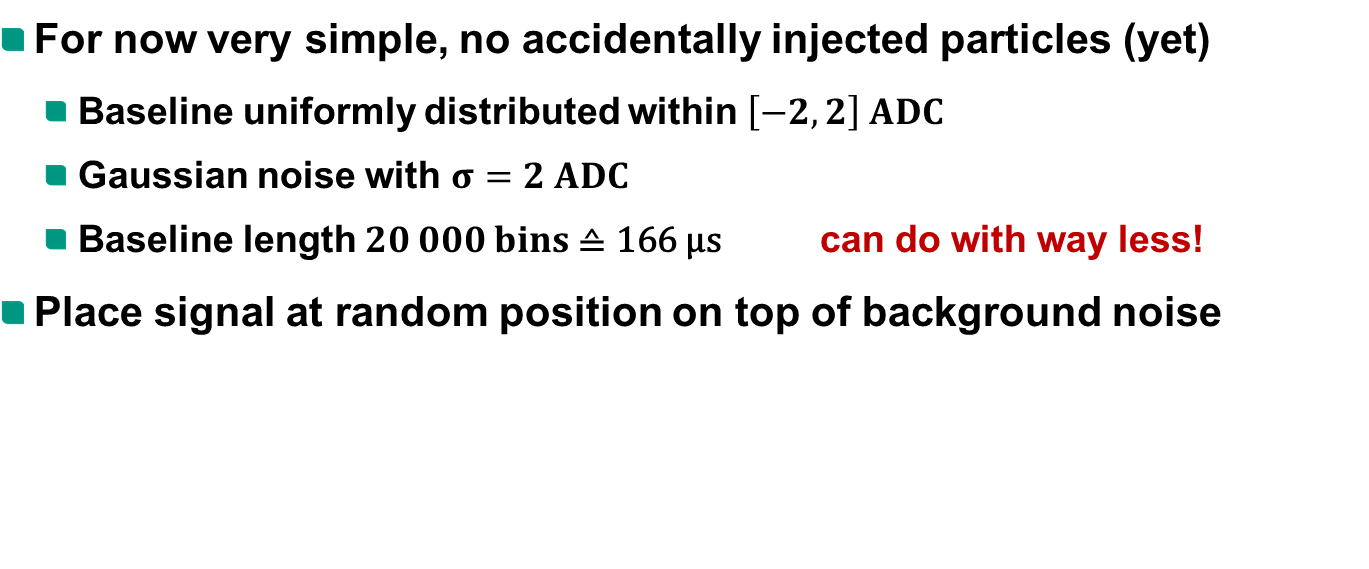 For now very simple, no accidentally injected particles (yet)
Baseline uniformly distributed within [−2, 2] ADC
Gaussian noise with σ = 2 ADC
Baseline length 20 000 bins ≙ 166 μs can do with way less!
Place signal at random position on top of background noise